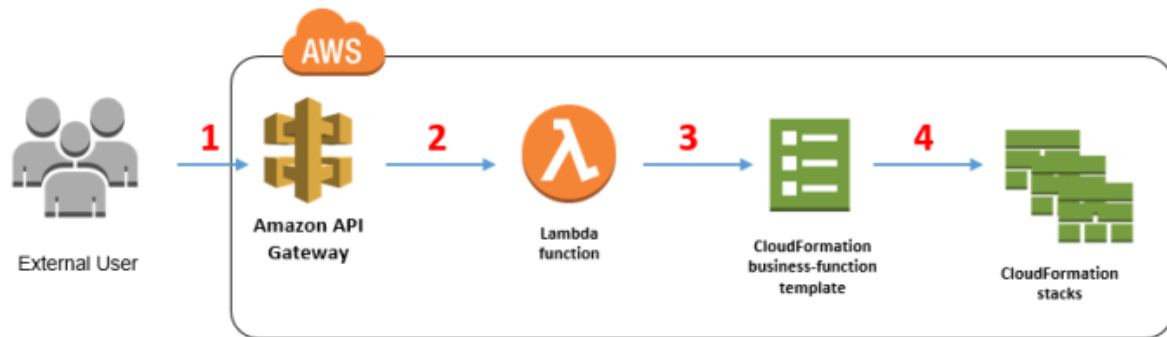 AWS
1
2
3
4
Amazon API
Gateway
Lambda
function
CloudFormation
business-function
template
CloudFormation
stacks
External User